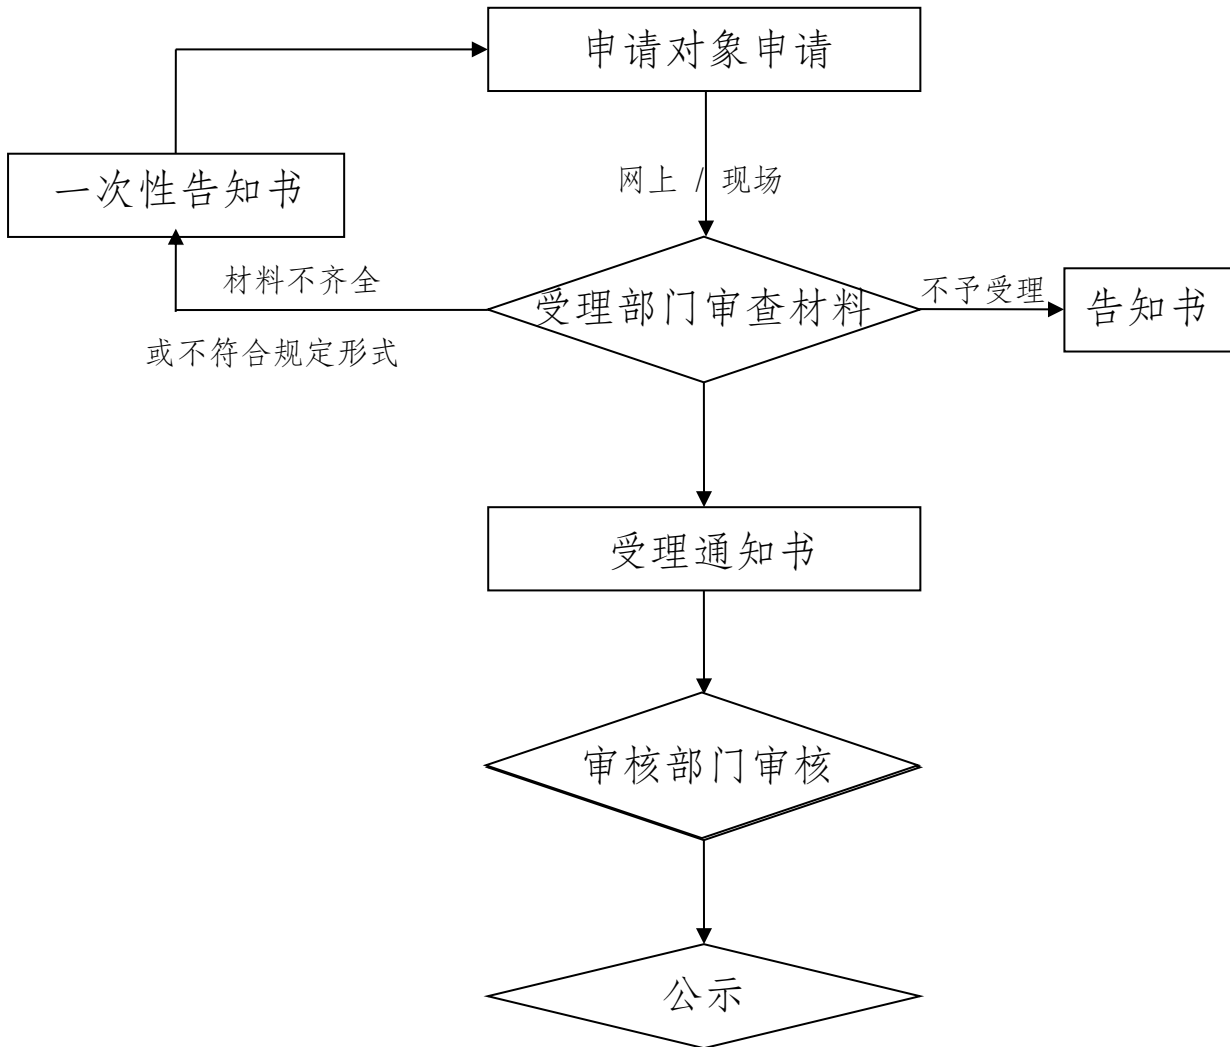 申请对象申请
一次性告知书
网上 / 现场
材料不齐全
受理部门审查材料
不予受理
告知书
或不符合规定形式
受理通知书
审核部门审核
公示